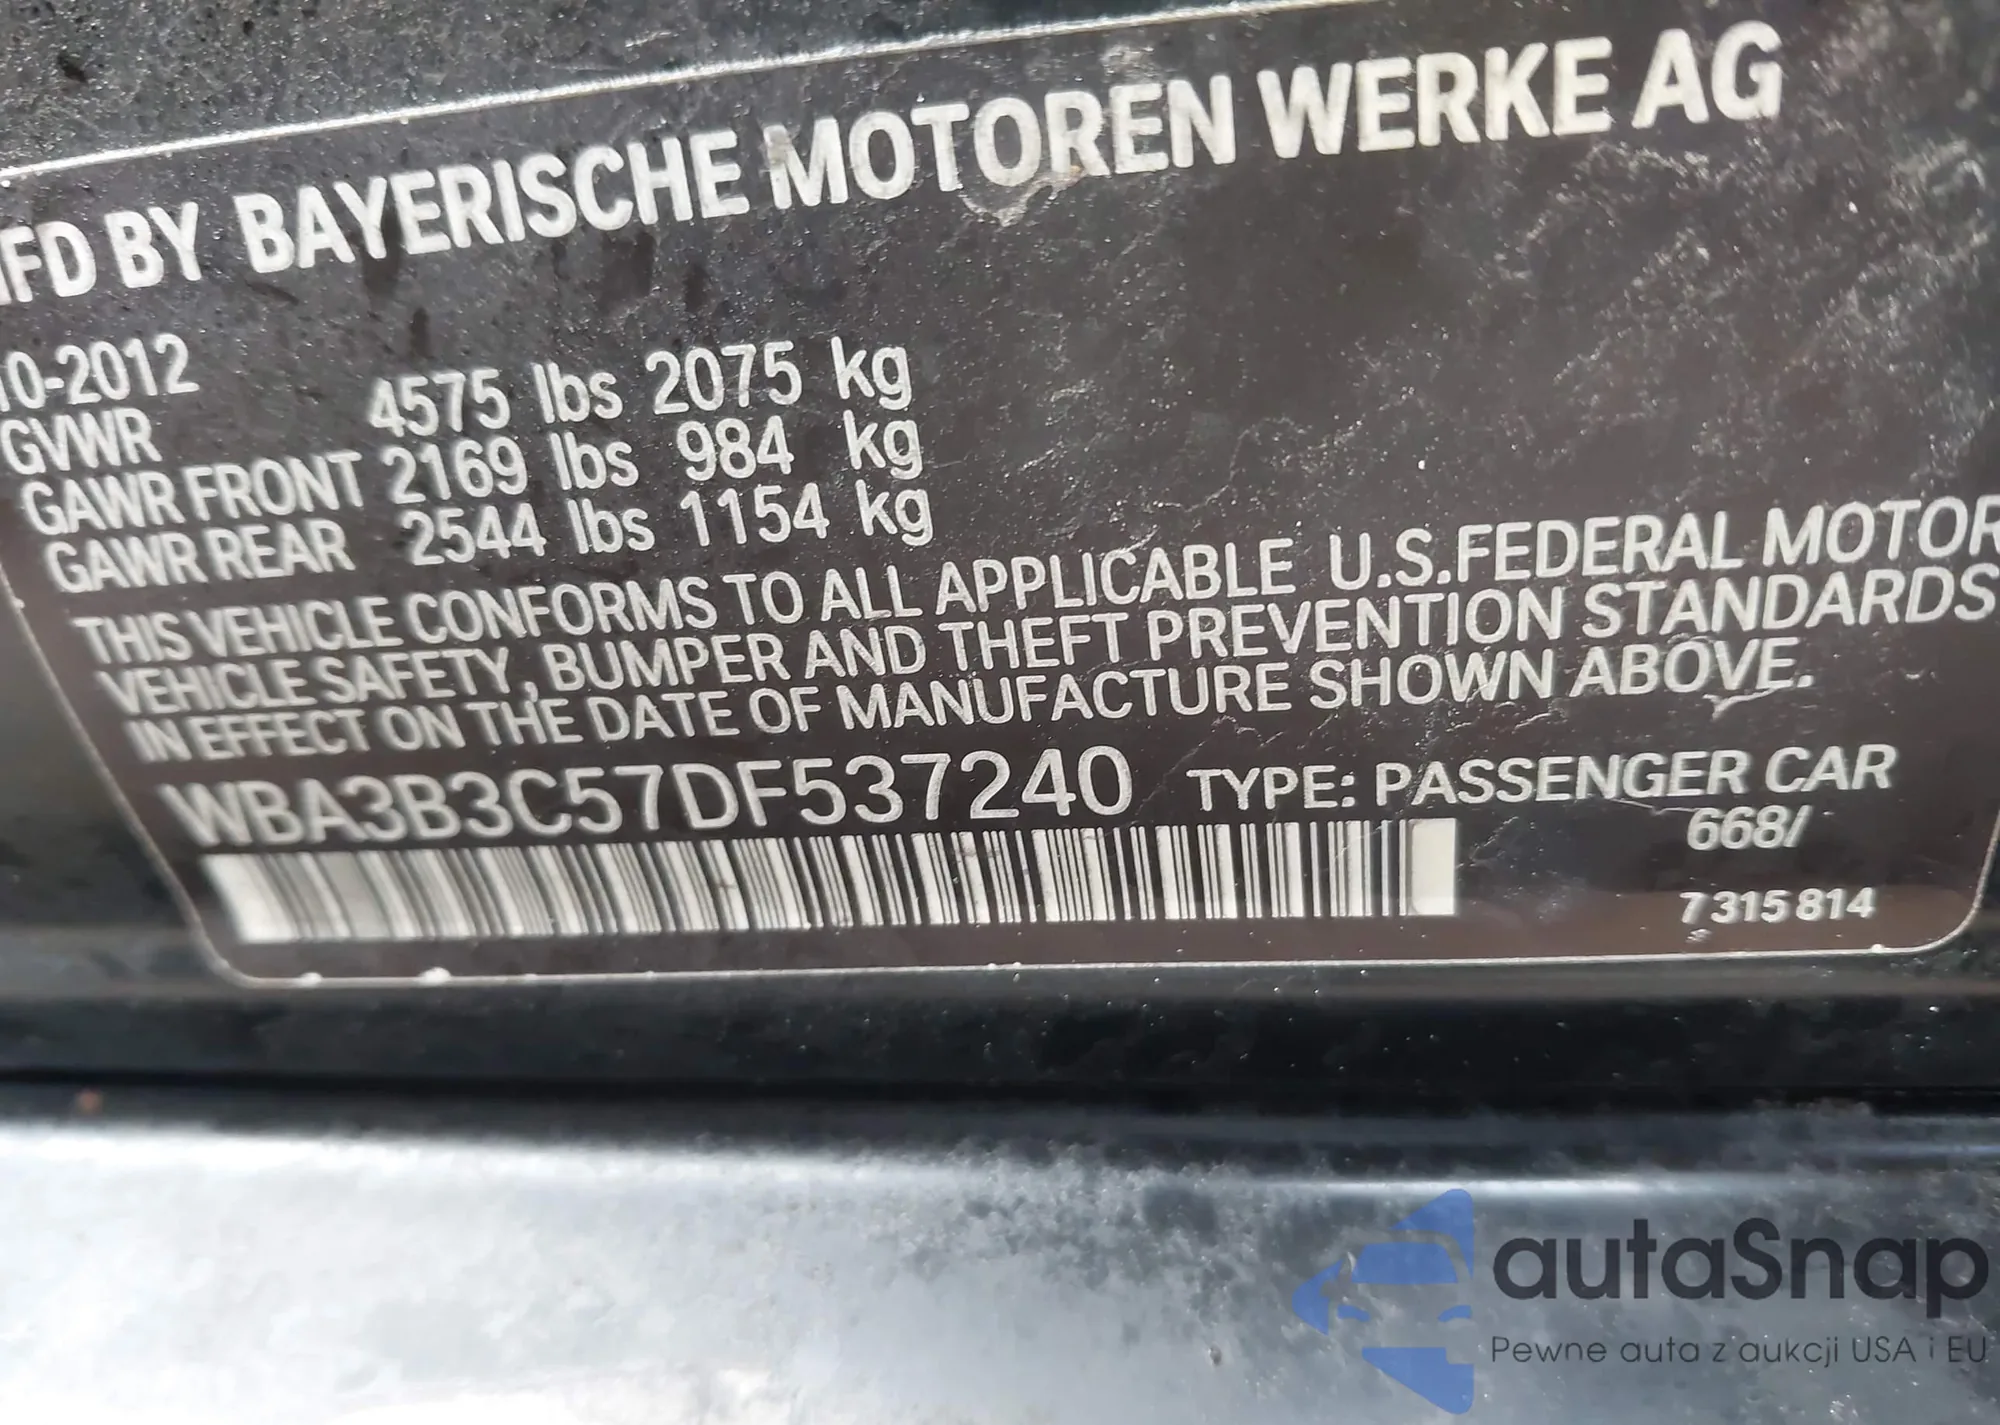 MFD BY BAYERISCHE MOTOREN WERKE AG
10-2012
GVWR 4575 lbs 2075 kg
GAWR FRONT 2169 lbs 984 kg
GAWR REAR 2544 lbs 1154 kg
THIS VEHICLE CONFORMS TO ALL APPLICABLE U.S.FEDERAL MOTOR
VEHICLE SAFETY, BUMPER AND THEFT PREVENTION STANDARDS
IN EFFECT ON THE DATE OF MANUFACTURE SHOWN ABOVE.
WBA3B3C57DF537240 TYPE: PASSENGER CAR
668/
7 315 814
autaSnap
Pewne auta z aukcji USA i EU